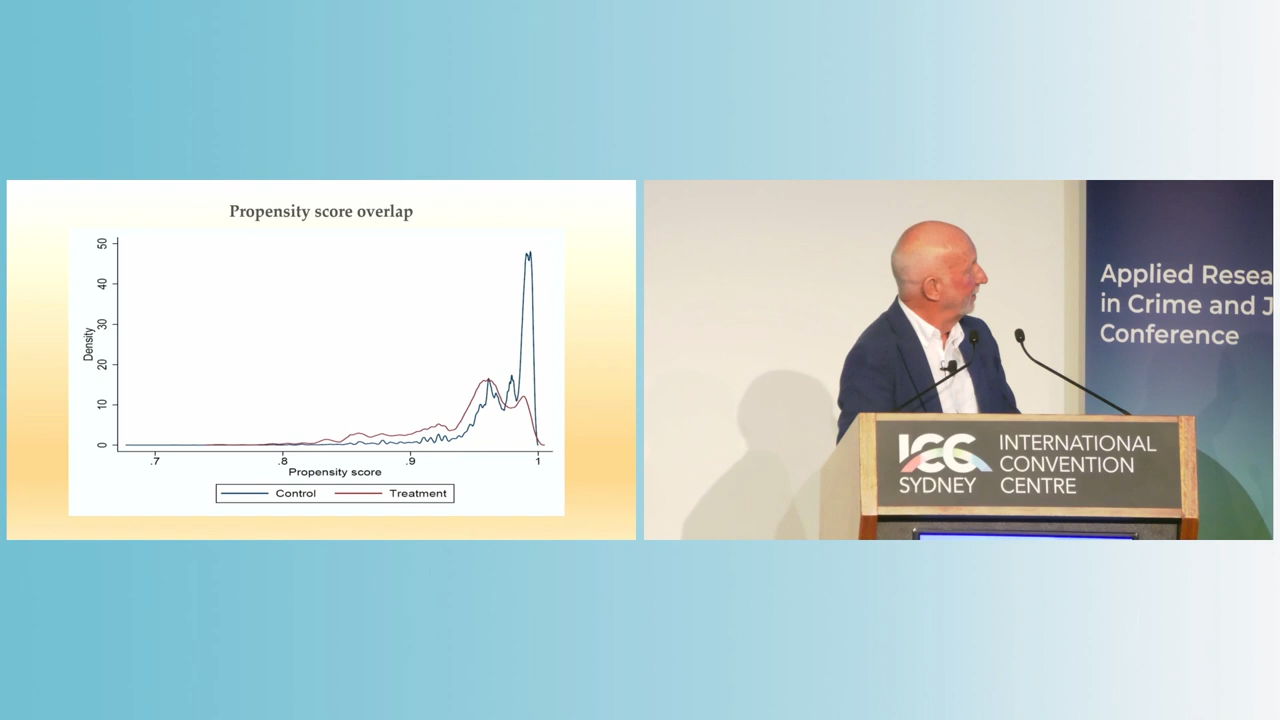 Propensity score overlap
50
40
30
20
10
0
Density
.7 .8 .9 1
Propensity score
Control Treatment
Applied Resea
in Crime and J
Conference
ICC
SYDNEY
INTERNATIONAL
CONVENTION
CENTRE